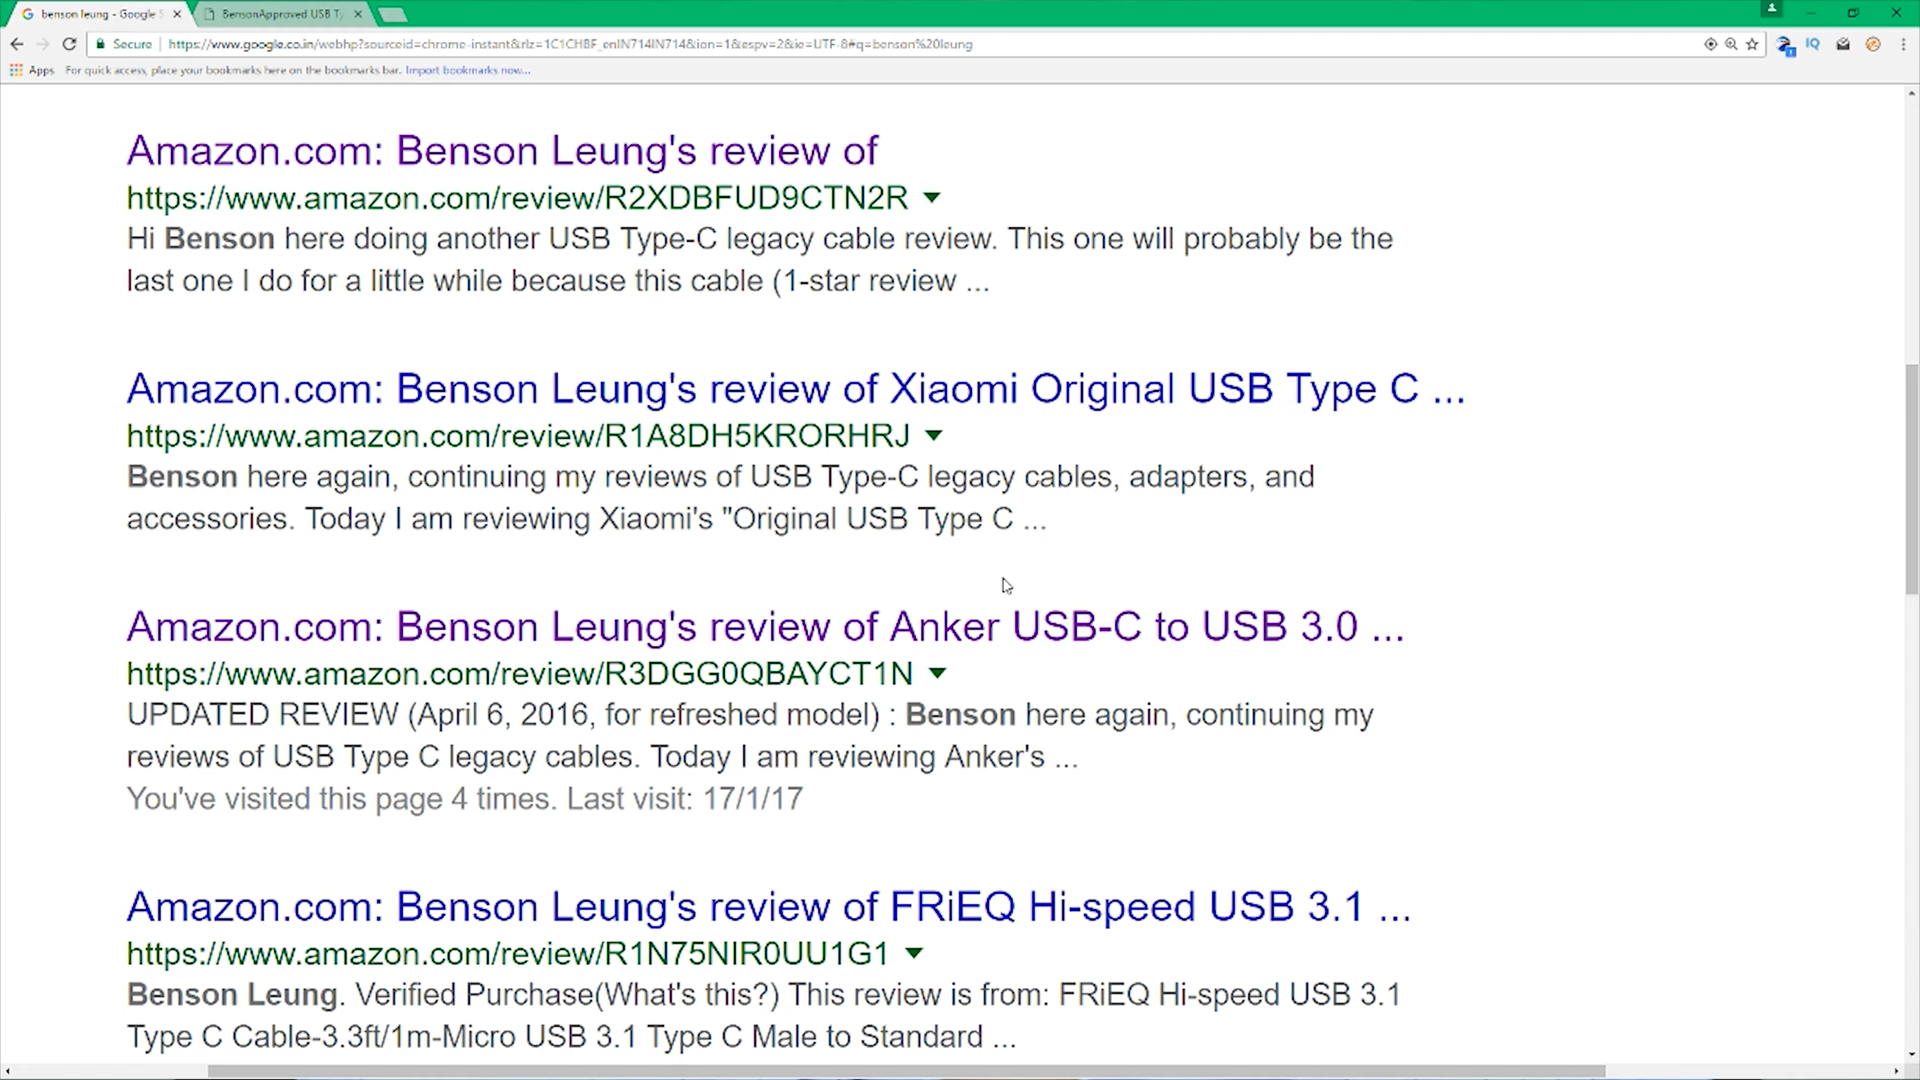 benson leung - Google S
BensonApproved USB Ty
Secure
https://www.google.co.in/webhp?sourceid=chrome-instant&rlz=1C1CHBF_enIN714IN714&ion=1&espv=2&ie=UTF-8#q=benson%20leung
IQ
Apps
For quick access, place your bookmarks here on the bookmarks bar. Import bookmarks now...
Amazon.com: Benson Leung's review of
https://www.amazon.com/review/R2XDBFUD9CTN2R
Hi Benson here doing another USB Type-C legacy cable review. This one will probably be the
last one I do for a little while because this cable (1-star review ...
Amazon.com: Benson Leung's review of Xiaomi Original USB Type C ...
https://www.amazon.com/review/R1A8DH5KRORHRJ
Benson here again, continuing my reviews of USB Type-C legacy cables, adapters, and
accessories. Today I am reviewing Xiaomi's "Original USB Type C ...
Amazon.com: Benson Leung's review of Anker USB-C to USB 3.0 ...
https://www.amazon.com/review/R3DGG0QBAYCT1N
UPDATED REVIEW (April 6, 2016, for refreshed model) : Benson here again, continuing my
reviews of USB Type C legacy cables. Today I am reviewing Anker's ...
You've visited this page 4 times. Last visit: 17/1/17
Amazon.com: Benson Leung's review of FRiEQ Hi-speed USB 3.1 ...
https://www.amazon.com/review/R1N75NIR0UU1G1
Benson Leung. Verified Purchase(What's this?) This review is from: FRiEQ Hi-speed USB 3.1
Type C Cable-3.3ft/1m-Micro USB 3.1 Type C Male to Standard ...